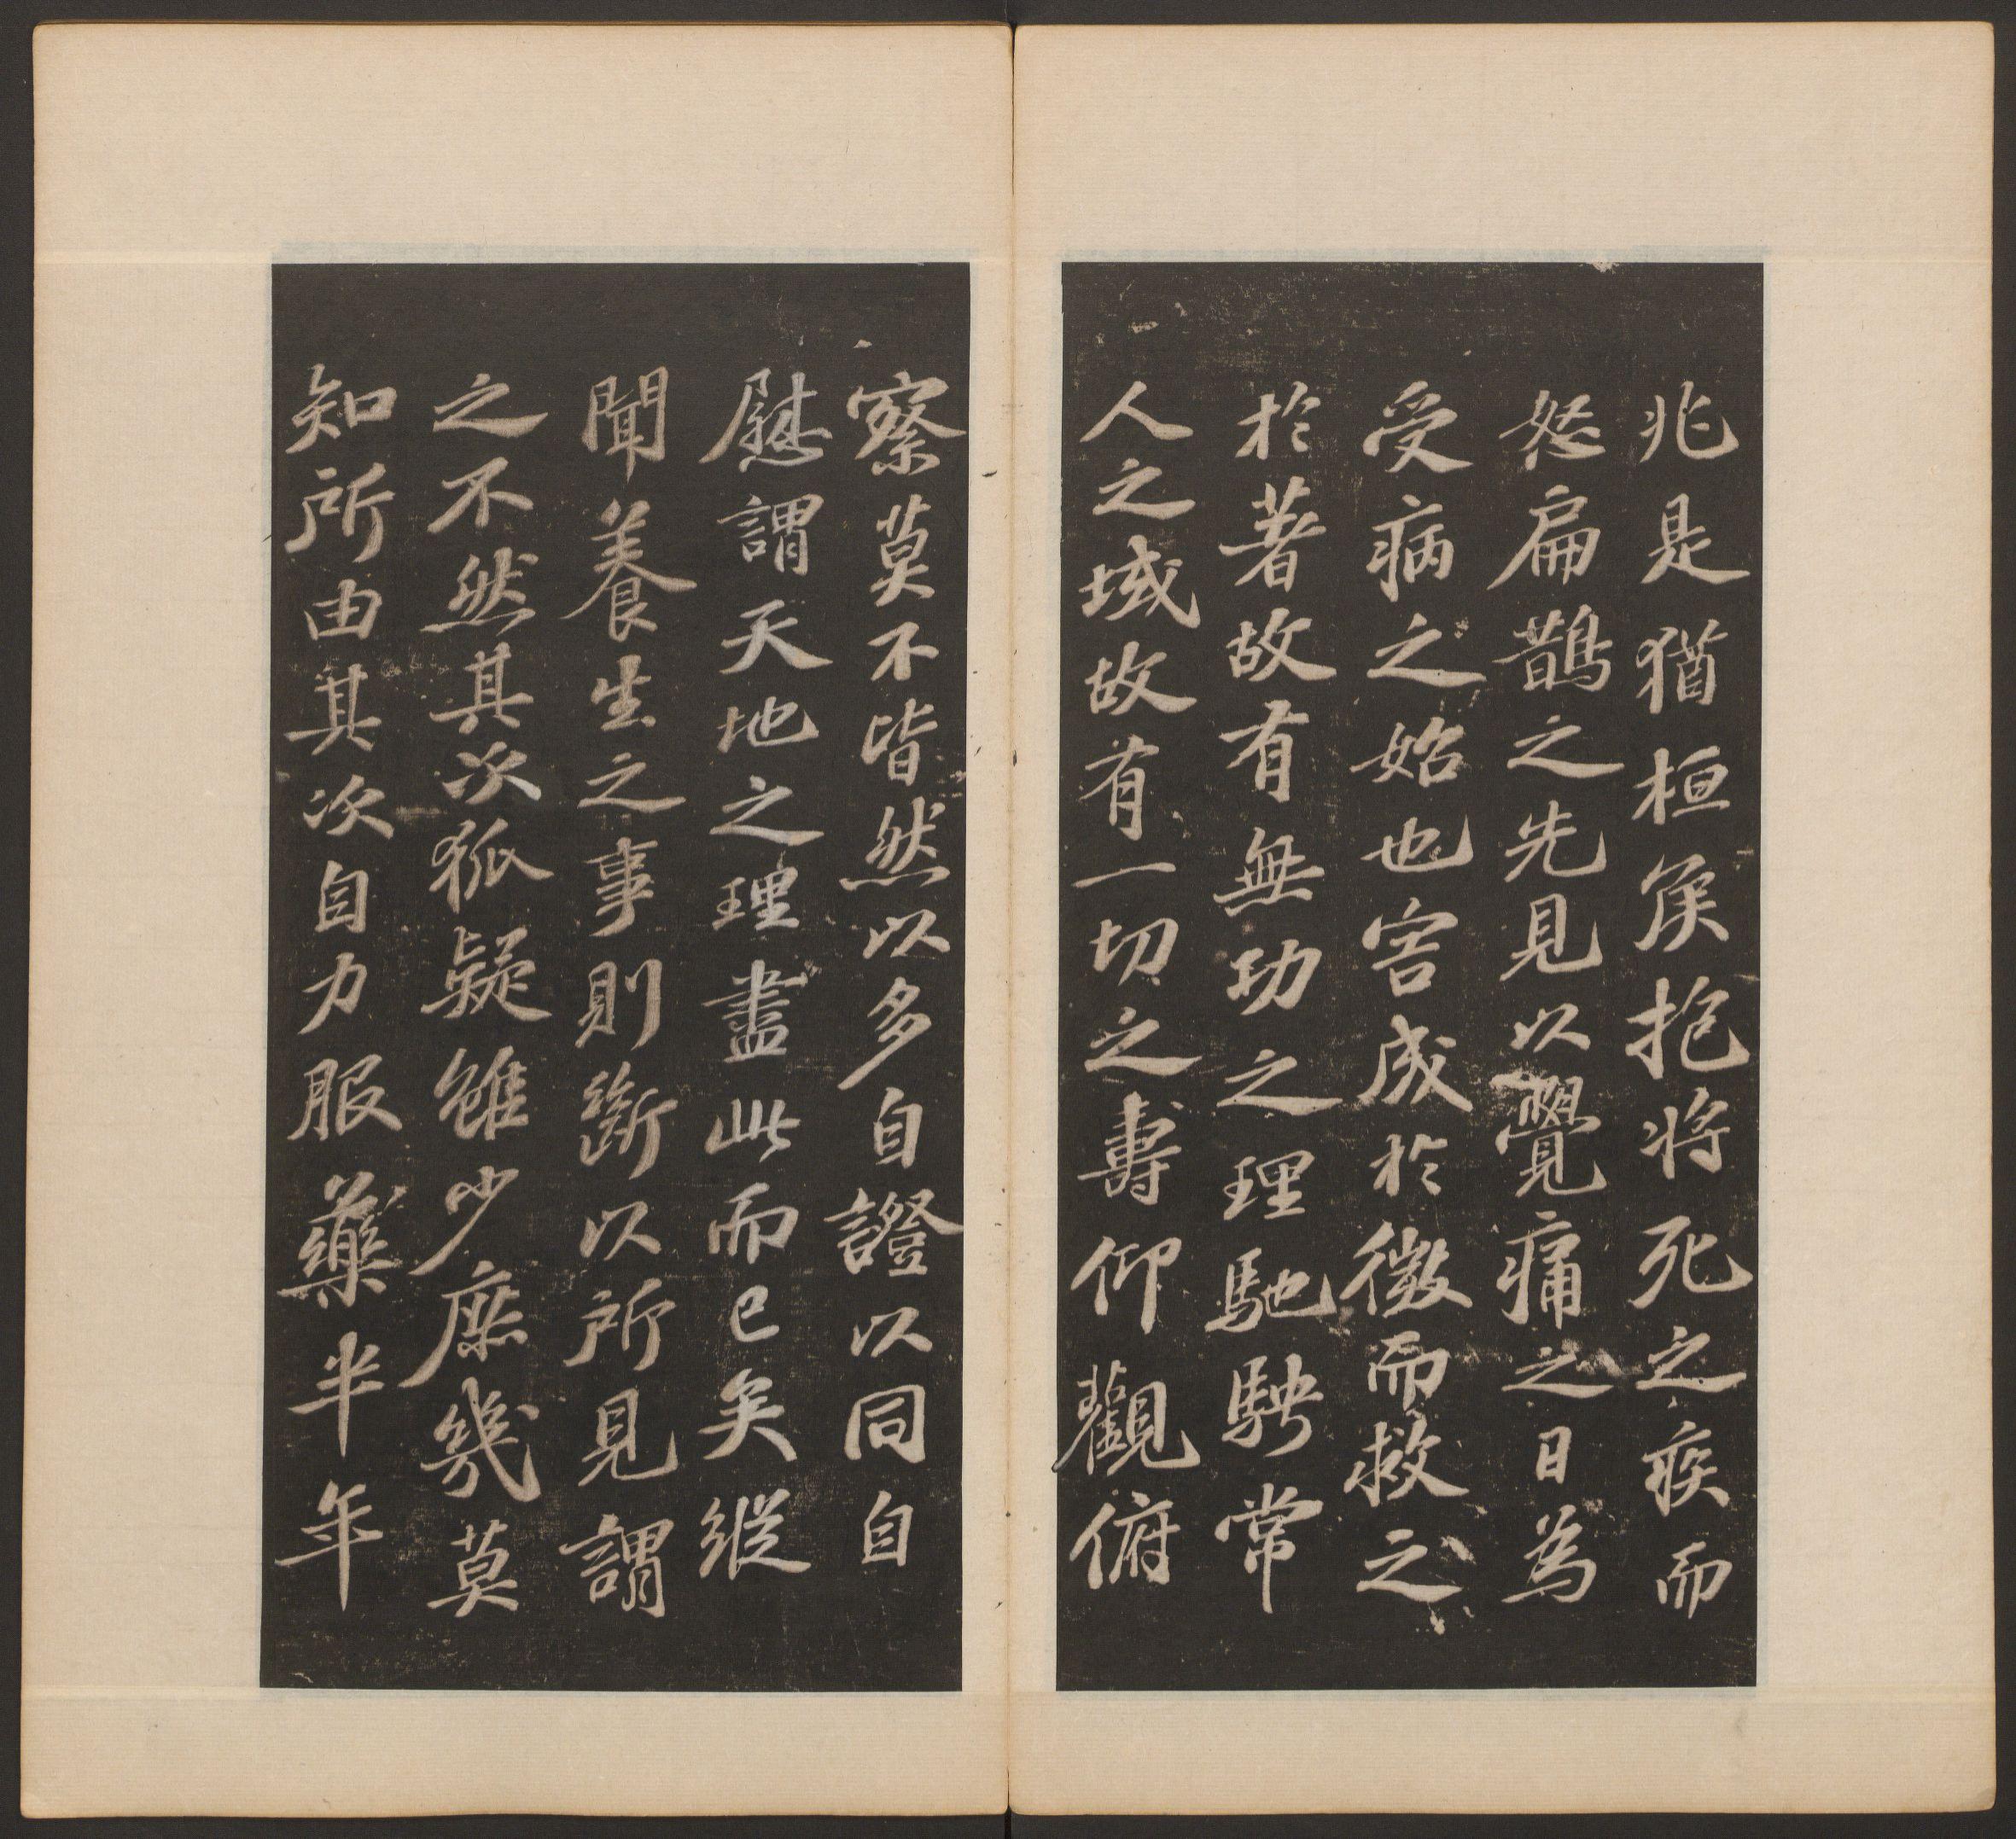 兆是猶桓侯抱將死之疾而
怒扁鵲之先見以覺痛之日為
受病之始也害成於微而救之
於著故有無功之理馳騁常
人之域故有一切之壽仰觀俯
察莫不皆然以多自證以同自
慰謂天地之理盡此而已矣縱
聞養生之事則斷以所見謂
之不然其次狐疑雖少庶幾莫
知所由其次自力服藥半年